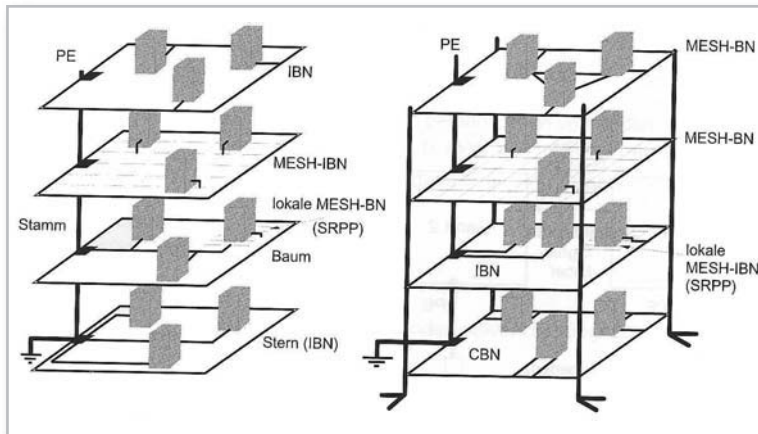 PE
IBN
MESH-IBN
lokale MESH-BN
(SRPP)
Stamm
Baum
Stern (IBN)
PE
MESH-BN
MESH-BN
lokale
MESH-IBN
(SRPP)
IBN
CBN